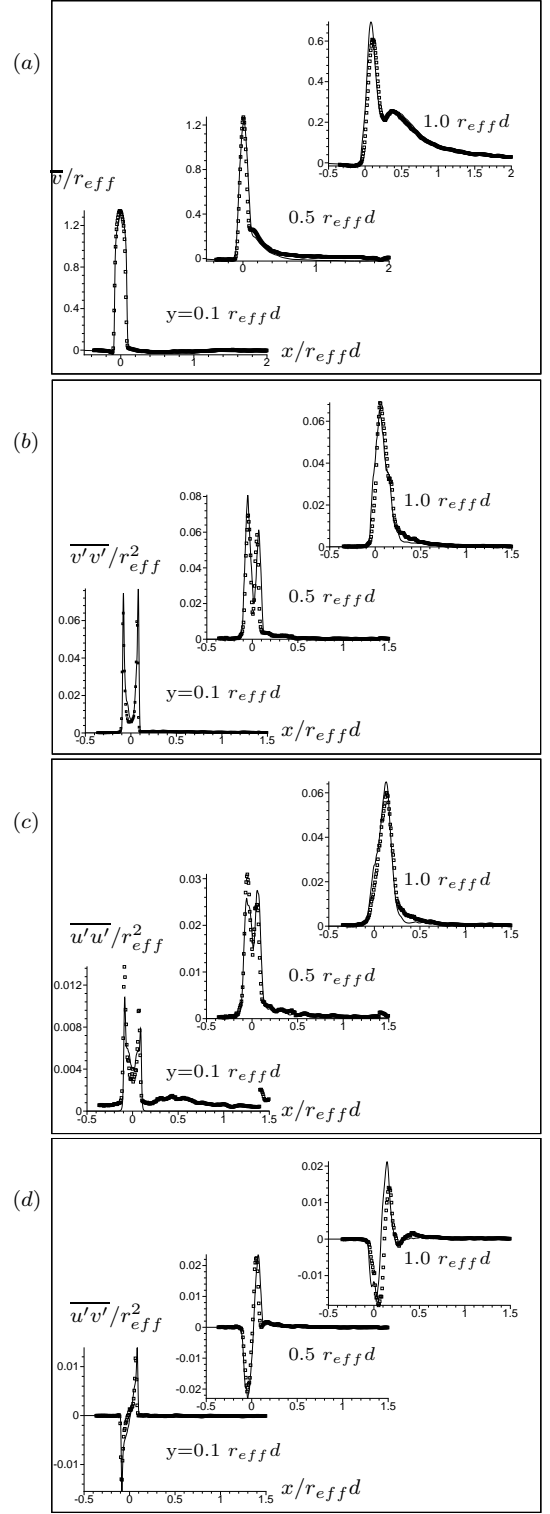 (a)
0.6
0.4
0.2
0.0
0 0.5 1 1.5 2
1.0 r_{eff}d
1.2
0.8
0.4
0
0 1 2
0.5 r_{eff}d
\overline{v}/r_{eff}
1.2
0.8
0.4
0
0 1 2
y=0.1 r_{eff}d
x/r_{eff}d
(b)
0.06
0.04
0.02
0.00
-0.5 0 0.5 1 1.5
1.0 r_{eff}d
0.08
0.06
0.04
0.02
0.00
-0.5 0 0.5 1 1.5
0.5 r_{eff}d
\overline{v'v'}/r_{eff}^2
0.06
0.04
0.02
0.00
-0.5 0 0.5 1 1.5
y=0.1 r_{eff}d
x/r_{eff}d
(c)
0.06
0.04
0.02
0.00
-0.5 0 0.5 1 1.5
1.0 r_{eff}d
0.03
0.02
0.01
0.00
-0.5 0 0.5 1 1.5
0.5 r_{eff}d
\overline{u'u'}/r_{eff}^2
0.012
0.008
0.004
0.000
-0.5 0 0.5 1 1.5
y=0.1 r_{eff}d
x/r_{eff}d
(d)
0.02
0.01
0.00
-0.01
-0.5 0 0.5 1 1.5
1.0 r_{eff}d
0.02
0.01
0.00
-0.01
-0.02
-0.5 0 0.5 1 1.5
0.5 r_{eff}d
\overline{u'v'}/r_{eff}^2
0.01
0
-0.01
-0.5 0 0.5 1 1.5
y=0.1 r_{eff}d
x/r_{eff}d